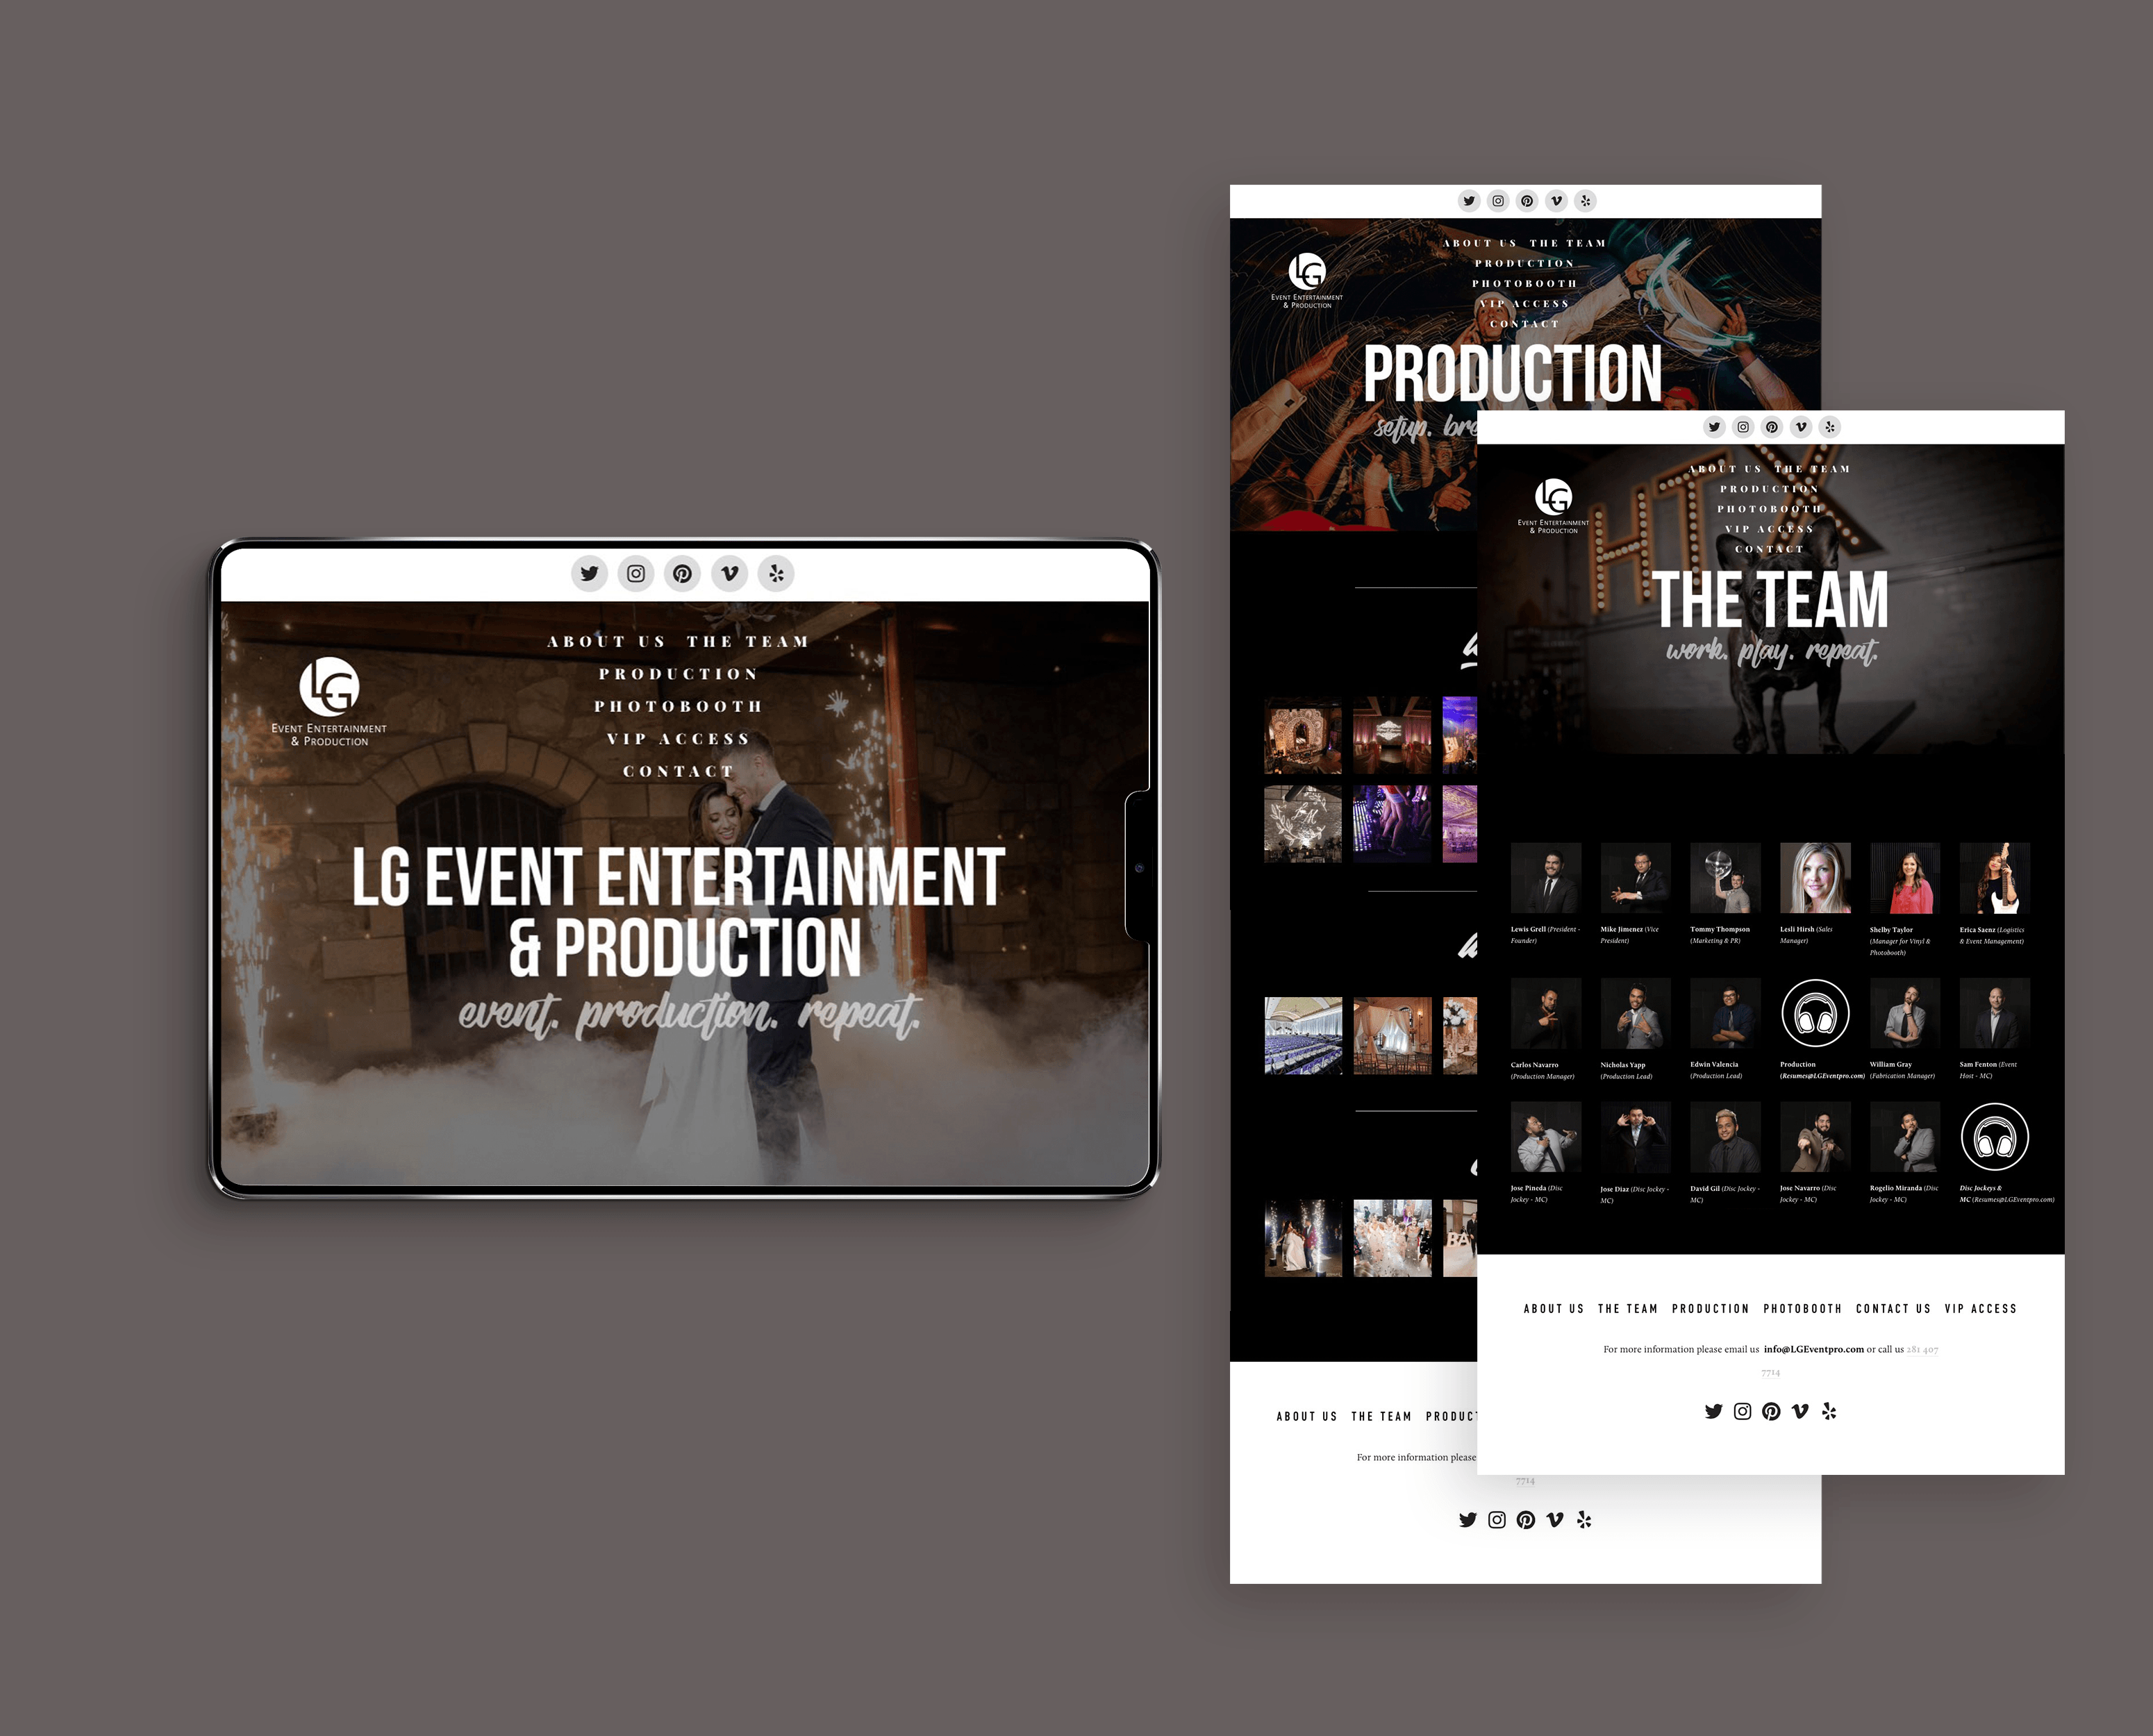 LG
EVENT ENTERTAINMENT
& PRODUCTION
ABOUT US THE TEAM
PRODUCTION
PHOTOBOOTH
VIP ACCESS
CONTACT
LG EVENT ENTERTAINMENT
& PRODUCTION
event. production. repeat.
LG
EVENT ENTERTAINMENT
& PRODUCTION
ABOUT US THE TEAM
PRODUCTION
PHOTOBOOTH
VIP ACCESS
CONTACT
PRODUCTION
setup.
ABOUT US THE TEAM
For more information please
7714
HTX
LG
EVENT ENTERTAINMENT
& PRODUCTION
ABOUT US THE TEAM
PRODUCTION
PHOTOBOOTH
VIP ACCESS
CONTACT
THE TEAM
work. play. repeat.
Lewis Grell (President -
Founder)
Mike Jimenez (Vice
President)
Tommy Thompson
(Marketing & PR)
Lesli Hirsh (Sales
Manager)
Shelby Taylor
(Manager for Vinyl &
Photobooth)
Erica Saenz (Logistics
& Event Management)
Carlos Navarro
(Production Manager)
Nicholas Yapp
(Production Lead)
Edwin Valencia
(Production Lead)
Production
(Resumes@LGEventpro.com)
William Gray
(Fabrication Manager)
Sam Fenton (Event
Host - MC)
Jose Pineda (Disc
Jockey - MC)
Jose Diaz (Disc Jockey -
MC)
David Gil (Disc Jockey -
MC)
Jose Navarro (Disc
Jockey - MC)
Rogelio Miranda (Disc
Jockey - MC)
Disc Jockeys &
MC (Resumes@LGEventpro.com)
ABOUT US THE TEAM PRODUCTION PHOTOBOOTH CONTACT US VIP ACCESS
For more information please email us info@LGEventpro.com or call us 281 407
7714